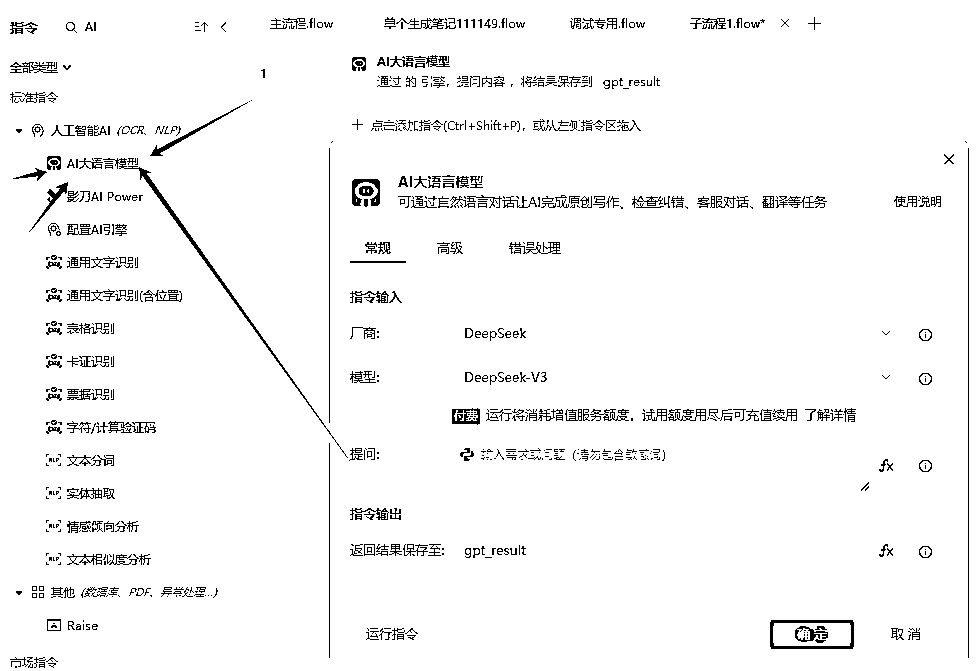 指令 AI
主流程.flow 单个生成笔记111149.flow 调试专用.flow 子流程1.flow*
全部类型
标准指令
1
人工智能AI (OCR、NLP)
AI大语言模型
影刀AI Power
配置AI引擎
通用文字识别
通用文字识别(含位置)
表格识别
卡证识别
票据识别
字符/计算验证码
文本分词
实体抽取
情感倾向分析
文本相似度分析
其他 (数据库、PDF、异常处理...)
Raise
市场指令
AI大语言模型
通过 的 引擎，提问内容 ，将结果保存到 gpt_result
点击添加指令(Ctrl+Shift+P)，或从左侧指令区拖入
AI大语言模型
可通过自然语言对话让AI完成原创写作、检查纠错、客服对话、翻译等任务
使用说明
常规 高级 错误处理
指令输入
厂商: DeepSeek
模型: DeepSeek-V3
付费 运行将消耗增值服务额度，试用额度用尽后可充值续用 了解详情
提问: 输入需求或问题（请勿包含敏感词）
fx
指令输出
返回结果保存至: gpt_result fx
运行指令 确定 取消